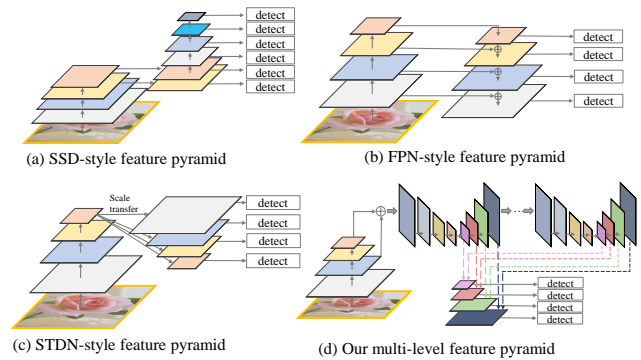 detect
detect
detect
detect
detect
detect
(a) SSD-style feature pyramid
detect
detect
detect
detect
(b) FPN-style feature pyramid
Scale
transfer
detect
detect
detect
detect
(c) STDN-style feature pyramid
detect
detect
detect
detect
(d) Our multi-level feature pyramid